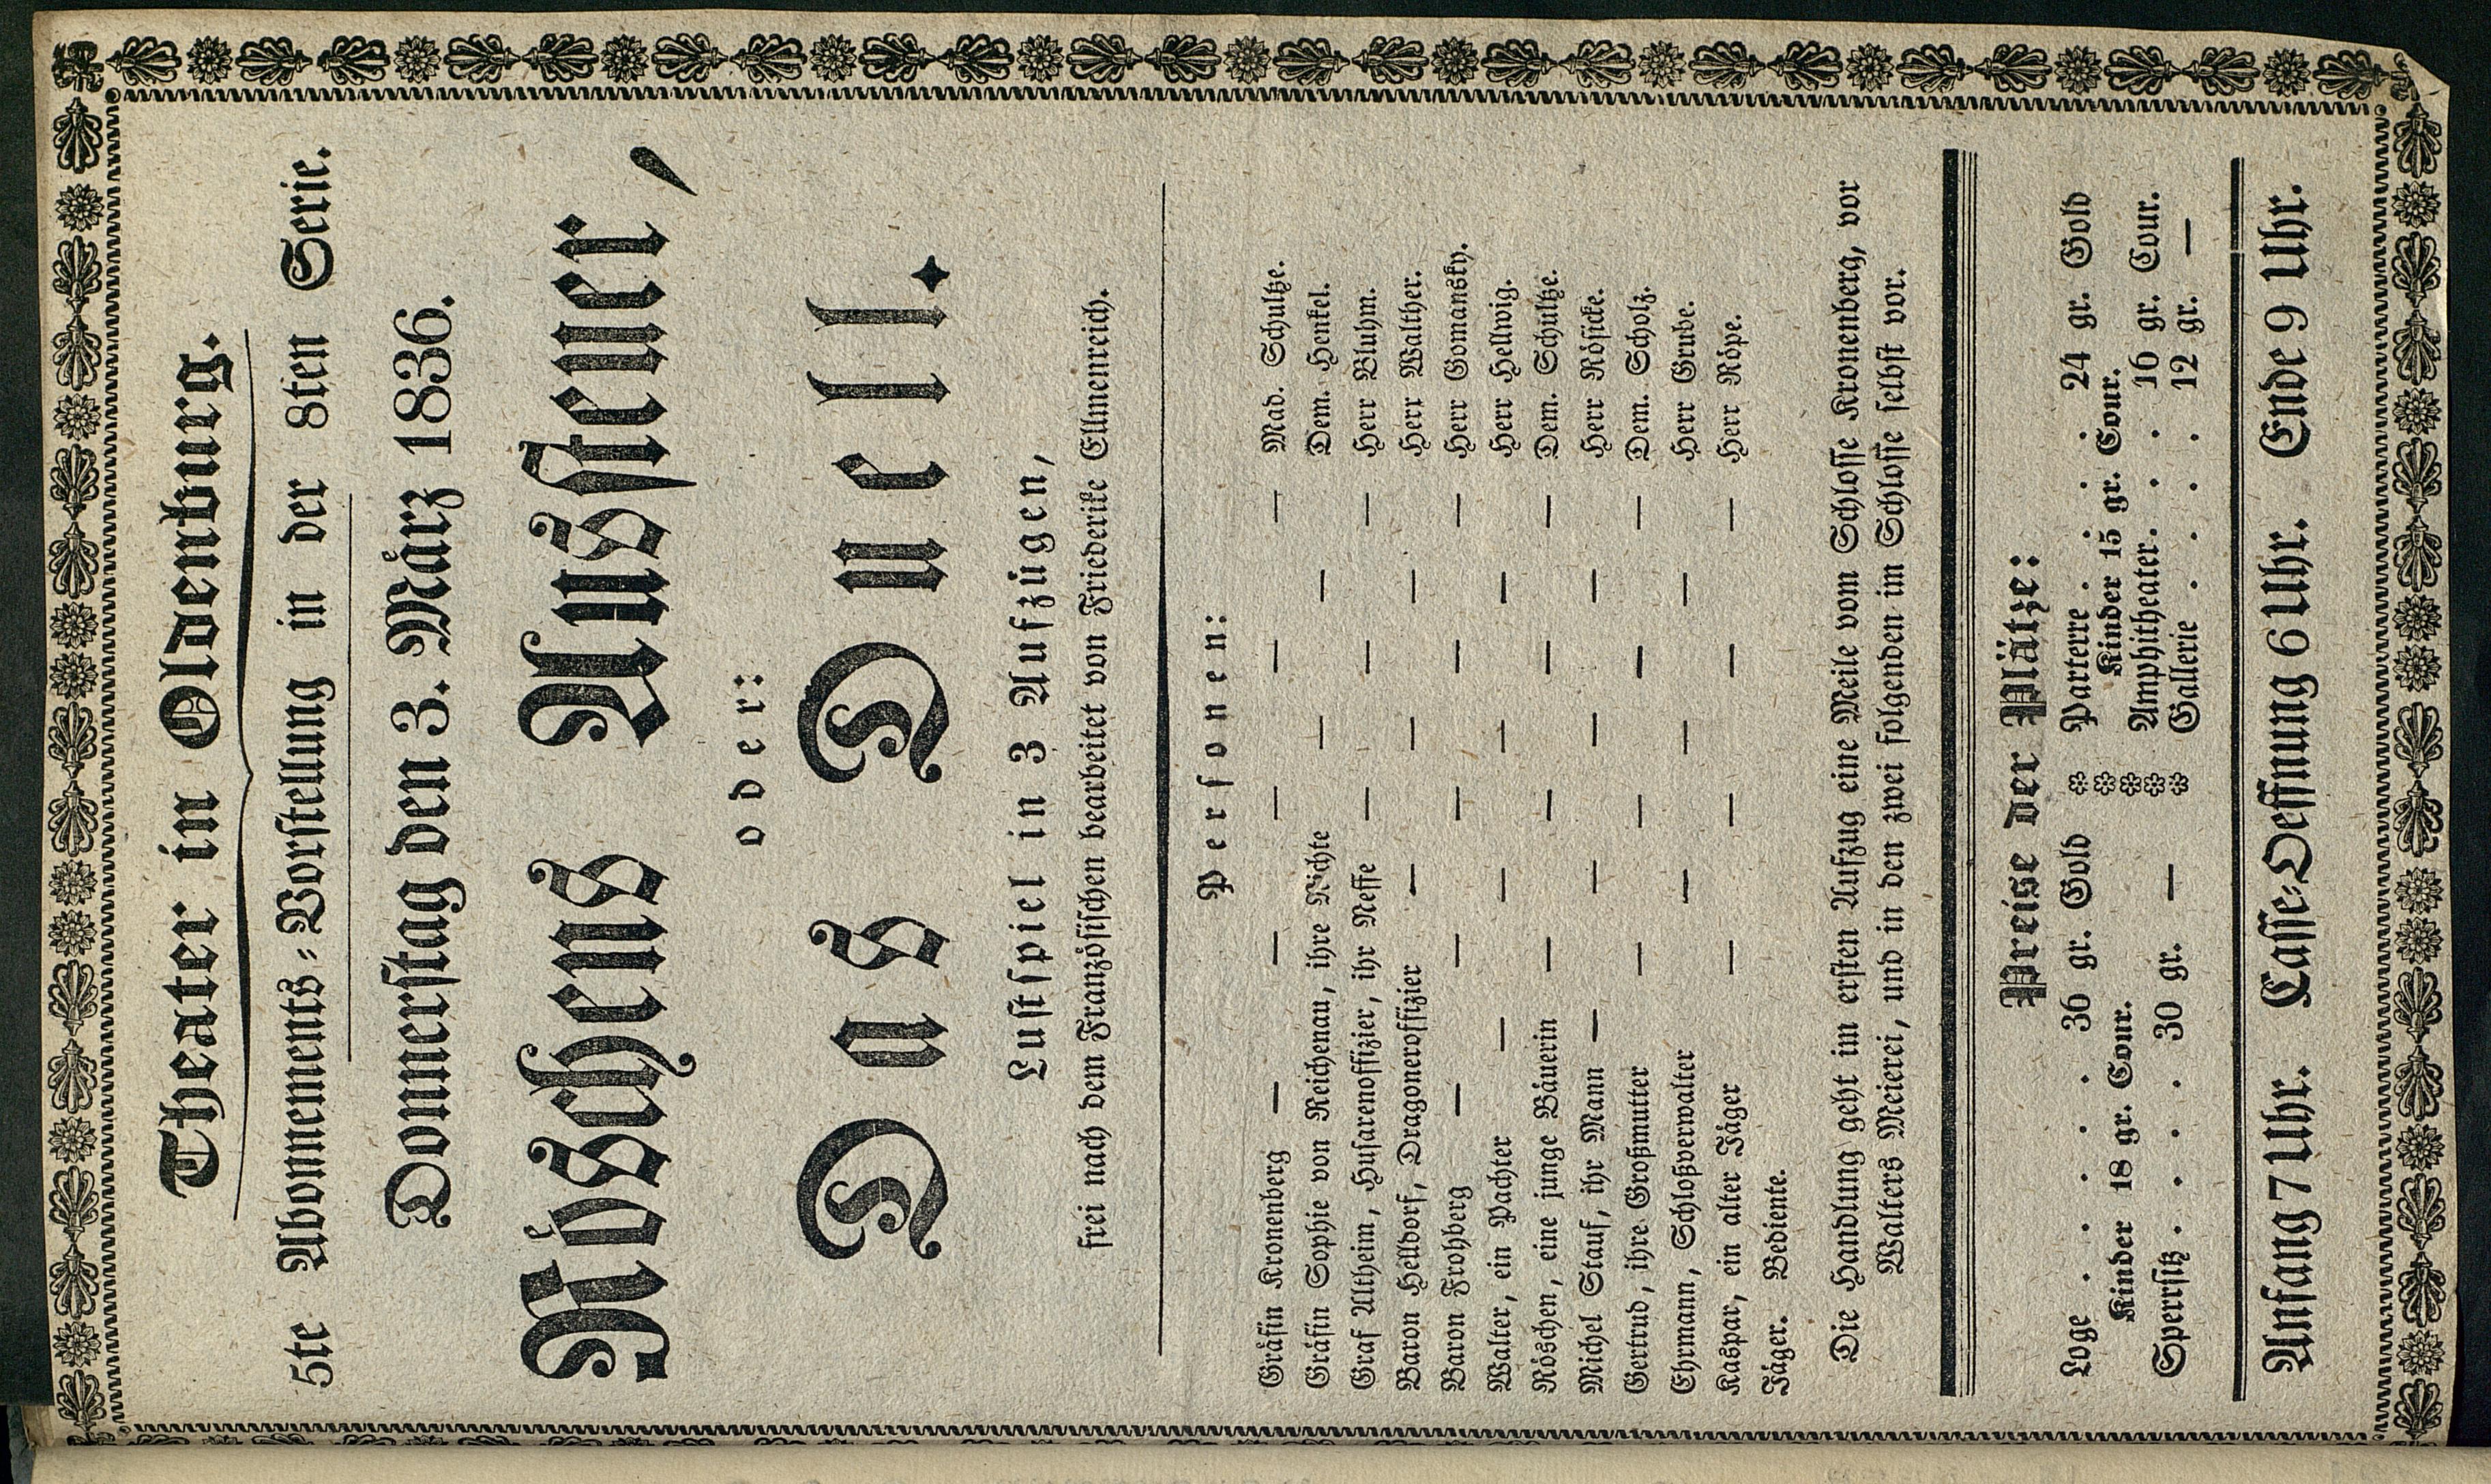 Theater in Oldenburg.
5te Abonnements-Vorstellung in der 8ten Serie.
Donnerstag den 3. März 1836.
Röschens Aussteuer,
oder:
Das Duell.
Lustspiel in 3 Aufzügen,
frei nach dem Französischen bearbeitet von Friederike Ellmenreich.
Personen:
Gräfin Kronenberg — — — — — Mad. Schultze.
Gräfin Sophie von Reichenau, ihre Nichte — — Dem. Henkel.
Graf Altheim, Husarenoffizier, ihr Neffe — — — Herr Bluhm.
Baron Helldorf, Dragoneroffizier — — — Herr Walther.
Baron Frohberg — — — — — Herr Gomansky.
Walter, ein Pachter — — — — Herr Hellwig.
Röschen, eine junge Bäuerin — — — — Dem. Schultze.
Michel Stauf, ihr Mann — — — — Herr Rösicke.
Gertrud, ihre Großmutter — — — — Dem. Scholz.
Ehrmann, Schloßverwalter — — — Herr Grube.
Kaspar, ein alter Jäger — — — — Herr Röpe.
Jäger. Bediente.
Die Handlung geht im ersten Aufzug eine Meile vom Schlosse Kronenberg, vor
Walters Meierei, und in den zwei folgenden im Schlosse selbst vor.
Preise der Plätze:
Loge . . . . 36 gr. Gold
Kinder 18 gr. Cour.
Sperrsitz . . . . 30 gr. —
Parterre . . . . 24 gr. Gold
Kinder 15 gr. Cour.
Amphitheater . . . 16 gr. Cour.
Gallerie . . . . 12 gr. —
Anfang 7 Uhr. Casse-Oeffnung 6 Uhr. Ende 9 Uhr.